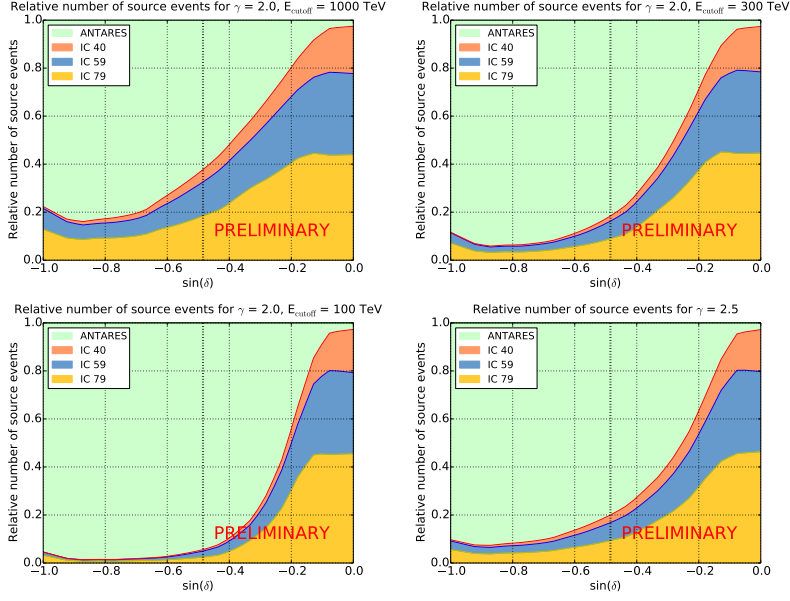 Relative number of source events for γ = 2.0, E_cutoff = 1000 TeV
1.0
0.8
0.6
0.4
0.2
0.0
Relative number of source events
ANTARES
IC 40
IC 59
IC 79
PRELIMINARY
−1.0 −0.8 −0.6 −0.4 −0.2 0.0
sin(δ)
Relative number of source events for γ = 2.0, E_cutoff = 300 TeV
1.0
0.8
0.6
0.4
0.2
0.0
Relative number of source events
ANTARES
IC 40
IC 59
IC 79
PRELIMINARY
−1.0 −0.8 −0.6 −0.4 −0.2 0.0
sin(δ)
Relative number of source events for γ = 2.0, E_cutoff = 100 TeV
1.0
0.8
0.6
0.4
0.2
0.0
Relative number of source events
ANTARES
IC 40
IC 59
IC 79
PRELIMINARY
−1.0 −0.8 −0.6 −0.4 −0.2 0.0
sin(δ)
Relative number of source events for γ = 2.5
1.0
0.8
0.6
0.4
0.2
0.0
Relative number of source events
ANTARES
IC 40
IC 59
IC 79
PRELIMINARY
−1.0 −0.8 −0.6 −0.4 −0.2 0.0
sin(δ)